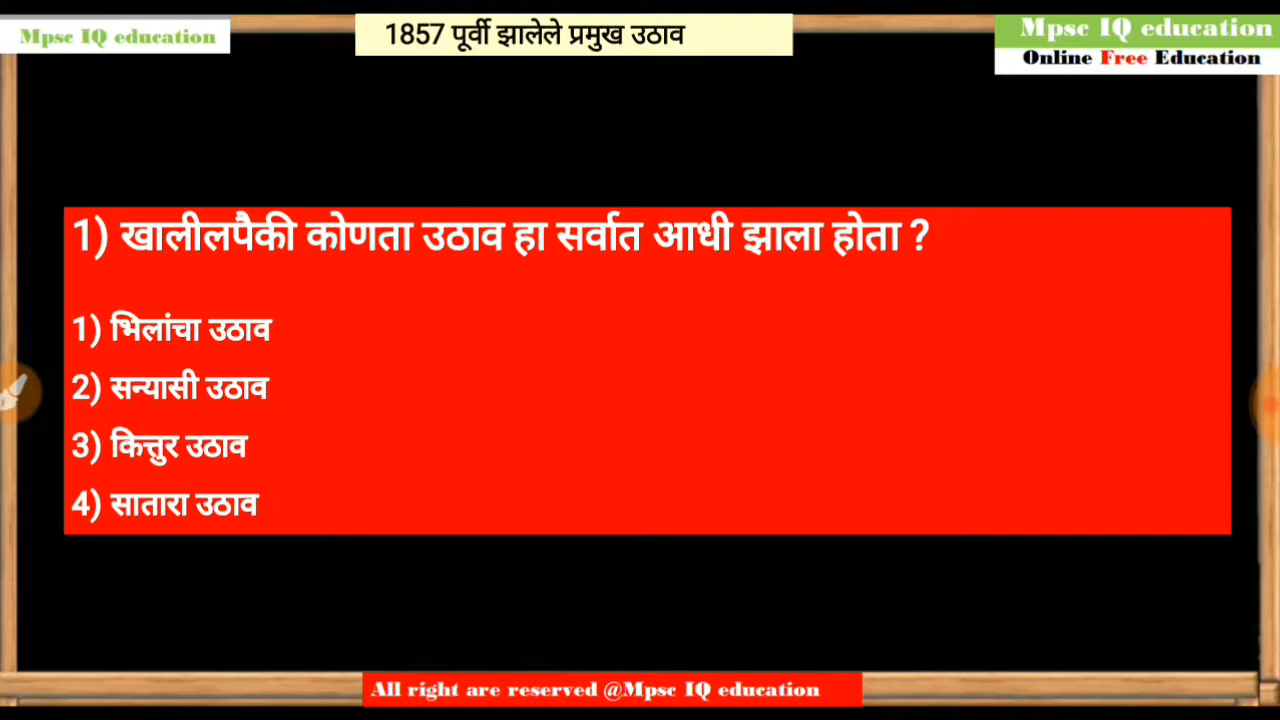 Mpsc IQ education
1857 पूर्वी झालेले प्रमुख उठाव
Mpsc IQ education
Online Free Education
1) खालीलपैकी कोणता उठाव हा सर्वात आधी झाला होता ?
1) भिलांचा उठाव
2) सन्यासी उठाव
3) कित्तुर उठाव
4) सातारा उठाव
All right are reserved @Mpsc IQ education